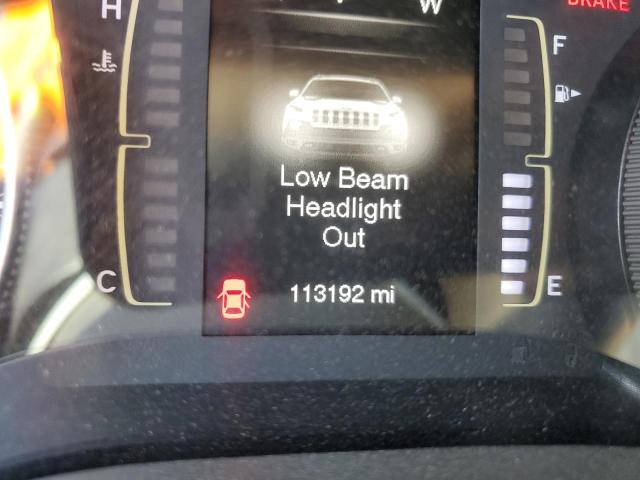 W
BRAKE
H
F
Low Beam
Headlight
Out
C
113192 mi
E